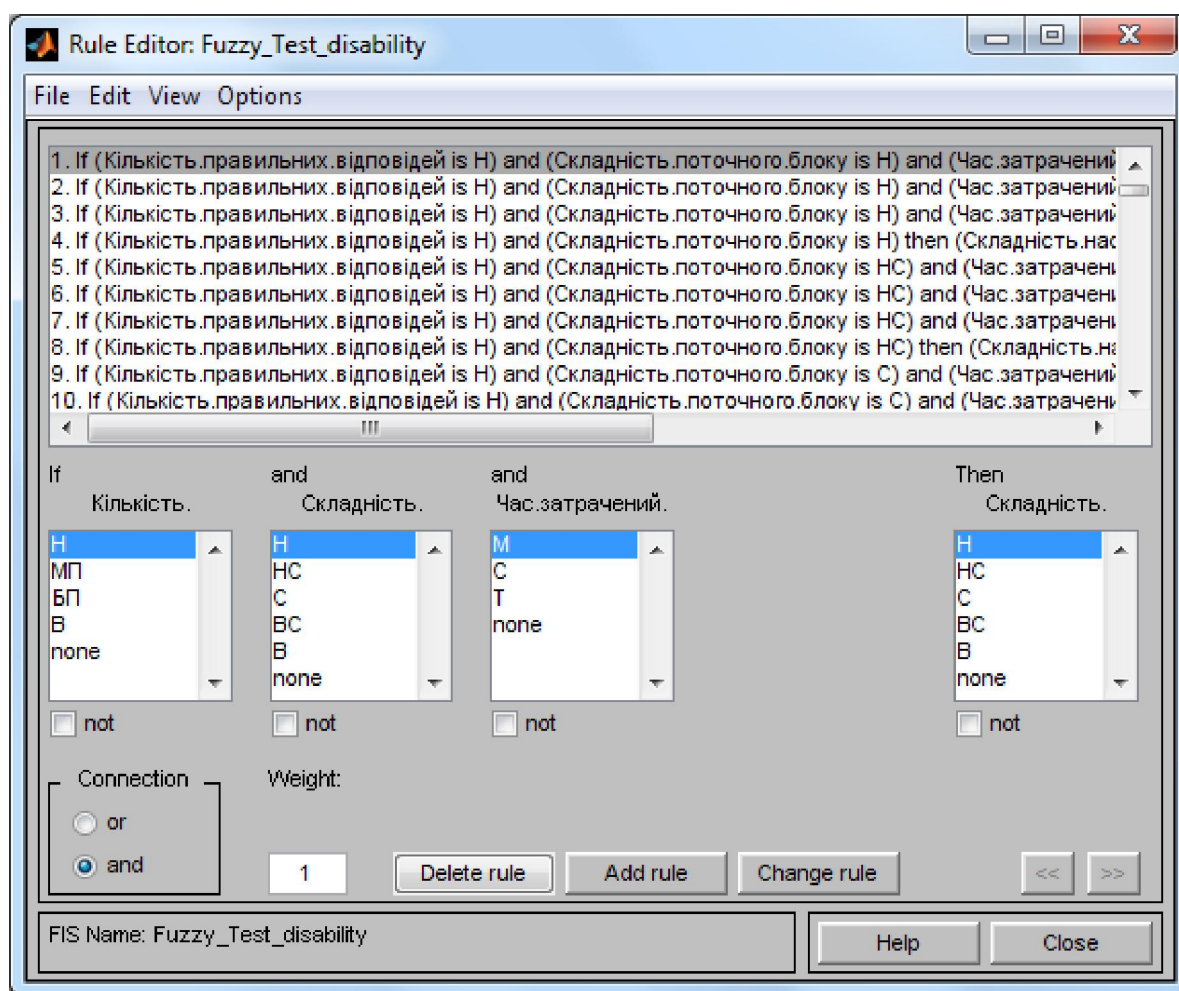 Rule Editor: Fuzzy_Test_disability
File Edit View Options
1. If (Кількість.правильних.відповідей is Н) and (Складність.поточного.блоку is Н) and (Час.затрачений
2. If (Кількість.правильних.відповідей is Н) and (Складність.поточного.блоку is Н) and (Час.затрачений
3. If (Кількість.правильних.відповідей is Н) and (Складність.поточного.блоку is Н) and (Час.затрачений
4. If (Кількість.правильних.відповідей is Н) and (Складність.поточного.блоку is Н) then (Складність.нас
5. If (Кількість.правильних.відповідей is Н) and (Складність.поточного.блоку is НС) and (Час.затрачен
6. If (Кількість.правильних.відповідей is Н) and (Складність.поточного.блоку is НС) and (Час.затрачен
7. If (Кількість.правильних.відповідей is Н) and (Складність.поточного.блоку is НС) and (Час.затрачен
8. If (Кількість.правильних.відповідей is Н) and (Складність.поточного.блоку is НС) then (Складність.на
9. If (Кількість.правильних.відповідей is Н) and (Складність.поточного.блоку is С) and (Час.затрачений
10. If (Кількість.правильних.відповідей is Н) and (Складність.поточного.блоку is С) and (Час.затрачен
If and and Then
Кількість. Складність. Час.затрачений. Складність.
Н Н М Н
МП НС С НС
БП С Т С
В ВС none ВС
none В В
none none
not not not not
Connection Weight:
or
and 1 Delete rule Add rule Change rule << >>
FIS Name: Fuzzy_Test_disability Help Close